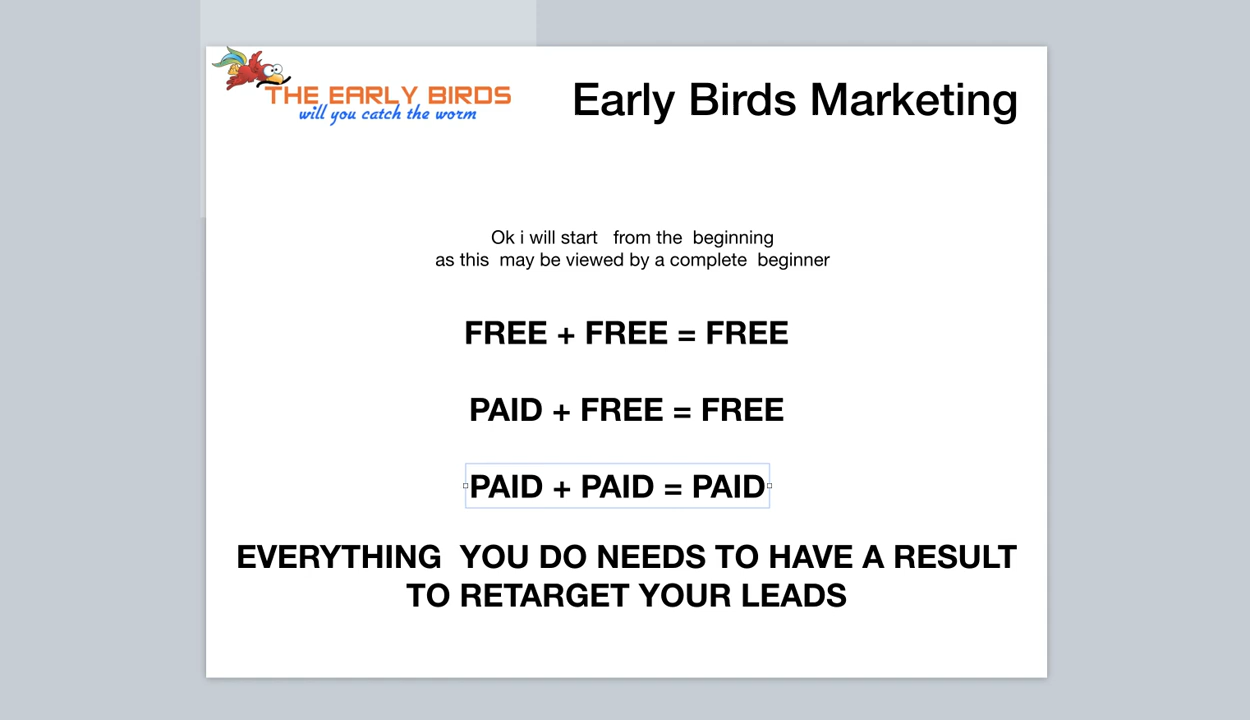 THE EARLY BIRDS
will you catch the worm
Early Birds Marketing
Ok i will start   from the  beginning
as this  may be viewed by a complete  beginner
FREE + FREE = FREE
PAID + FREE = FREE
PAID + PAID = PAID
EVERYTHING  YOU DO NEEDS TO HAVE A RESULT
TO RETARGET YOUR LEADS